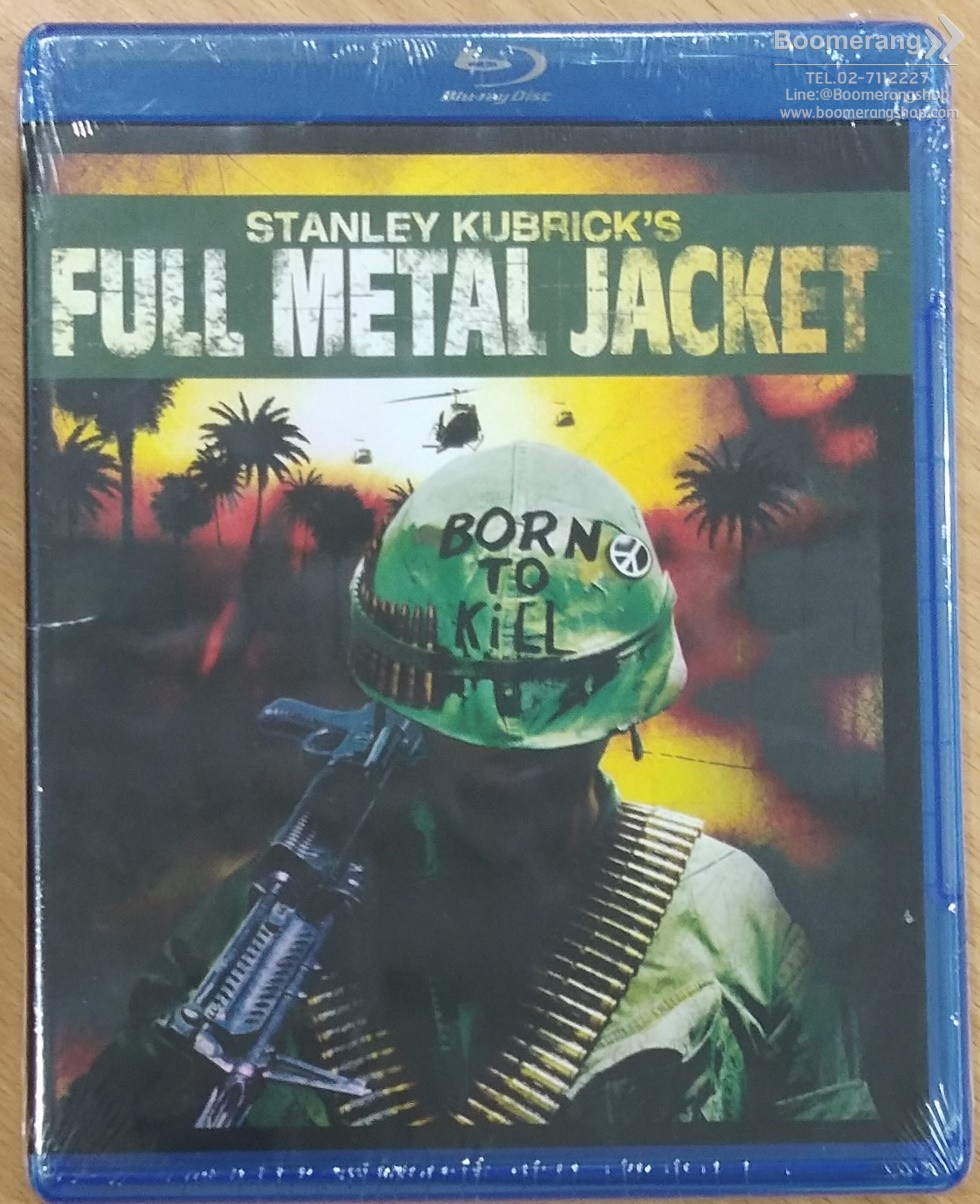 Boomerang
TEL.02-7112227
Line:@Boomerangshop
www.boomerangshop.com
Blu-ray Disc
STANLEY KUBRICK'S
FULL METAL JACKET
BORN
TO
KiLL